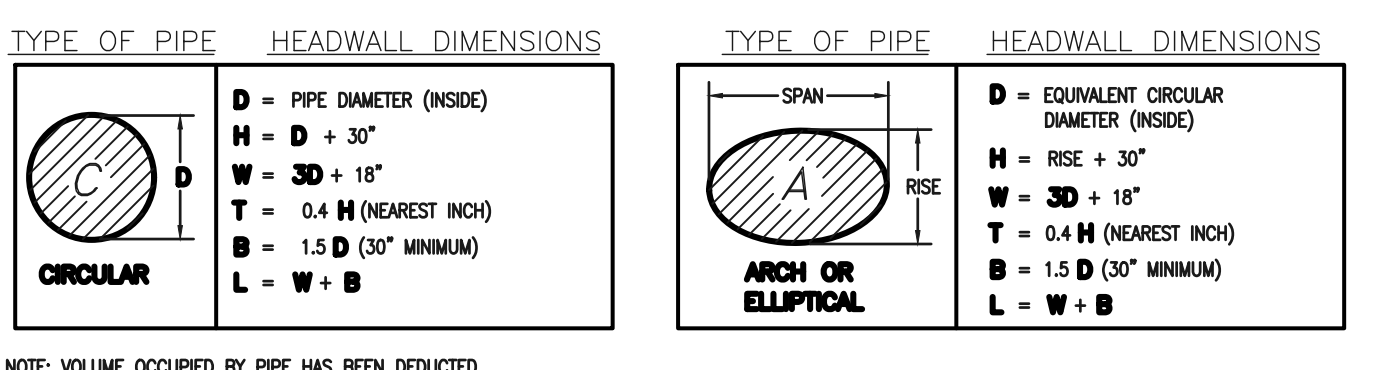 TYPE OF PIPE
HEADWALL DIMENSIONS
C
D
CIRCULAR
D = PIPE DIAMETER (INSIDE)
H = D + 30"
W = 3D + 18"
T = 0.4 H (NEAREST INCH)
B = 1.5 D (30" MINIMUM)
L = W + B
TYPE OF PIPE
HEADWALL DIMENSIONS
SPAN
A
RISE
ARCH OR
ELLIPTICAL
D = EQUIVALENT CIRCULAR
DIAMETER (INSIDE)
H = RISE + 30"
W = 3D + 18"
T = 0.4 H (NEAREST INCH)
B = 1.5 D (30" MINIMUM)
L = W + B
NOTE: VOLUME OCCUPIED BY PIPE HAS BEEN DEDUCTED